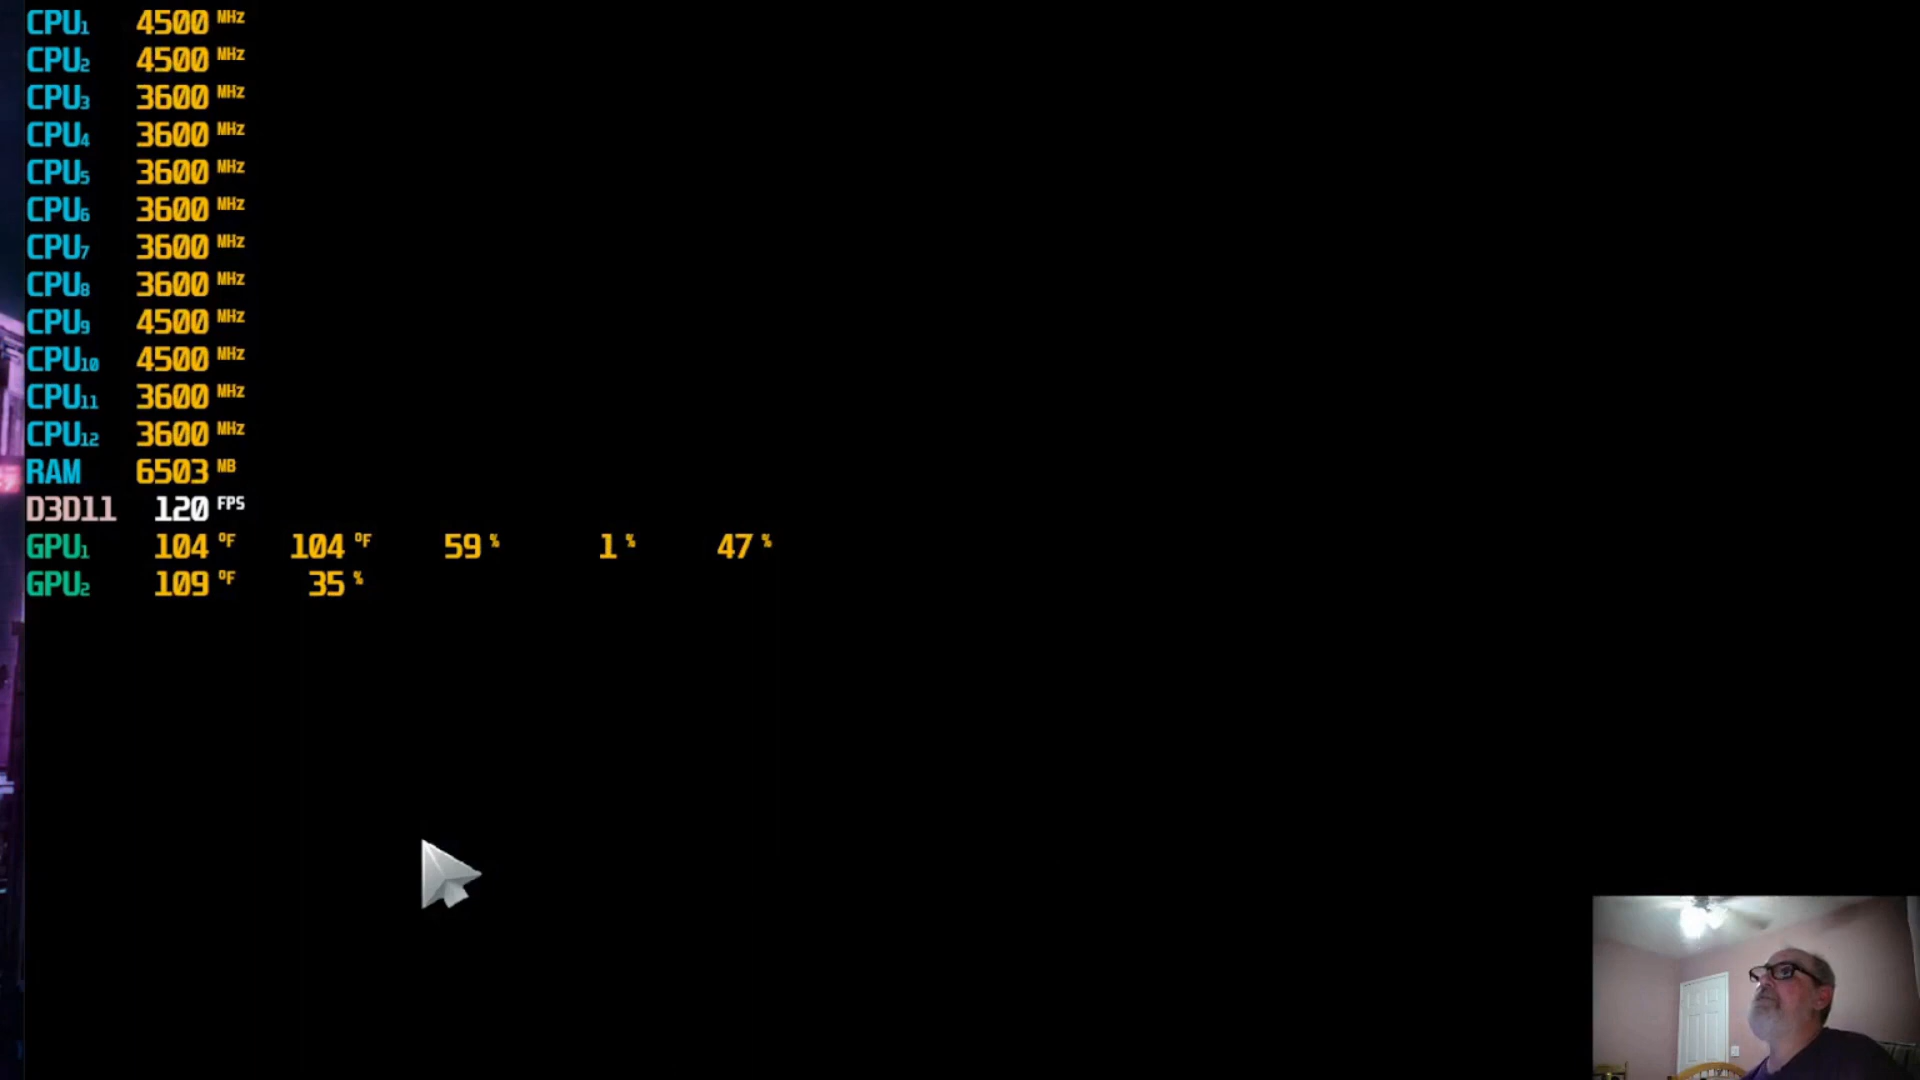 CPU1 4500 MHz
CPU2 4500 MHz
CPU3 3600 MHz
CPU4 3600 MHz
CPU5 3600 MHz
CPU6 3600 MHz
CPU7 3600 MHz
CPU8 3600 MHz
CPU9 4500 MHz
CPU10 4500 MHz
CPU11 3600 MHz
CPU12 3600 MHz
RAM 6503 MB
D3D11 120 FPS
GPU1 104 °F 104 °F 59 % 1 % 47 %
GPU2 109 °F 35 %